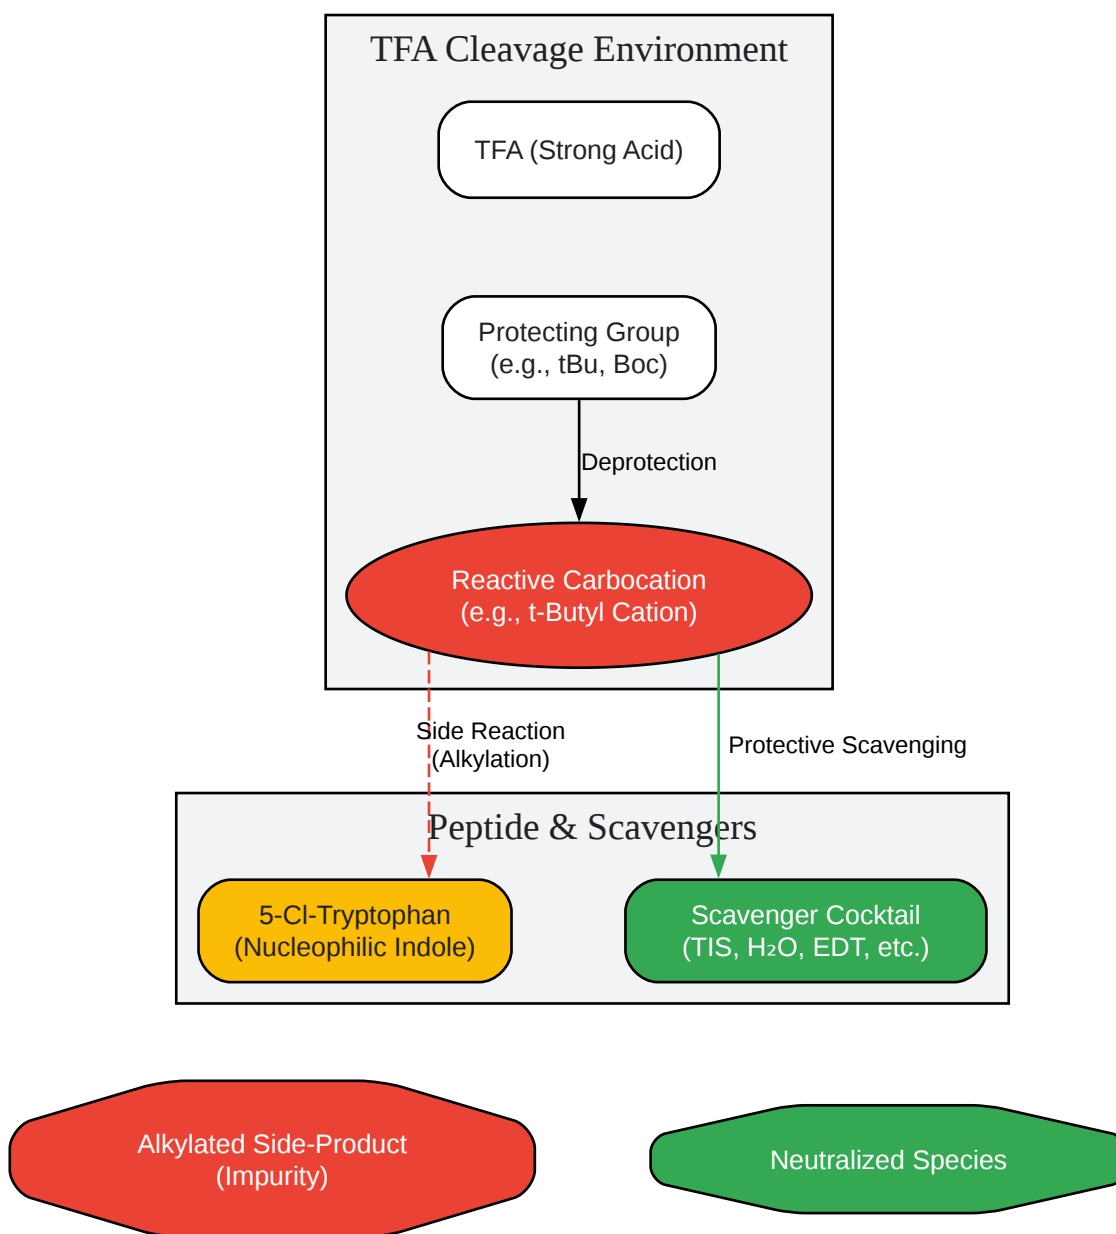 TFA Cleavage Environment
TFA (Strong Acid)
Protecting Group
(e.g., tBu, Boc)
Deprotection
Reactive Carbocation
(e.g., t-Butyl Cation)
Side Reaction
(Alkylation)
Protective Scavenging
Peptide & Scavengers
5-Cl-Tryptophan
(Nucleophilic Indole)
Scavenger Cocktail
(TIS, H₂O, EDT, etc.)
Alkylated Side-Product
(Impurity)
Neutralized Species